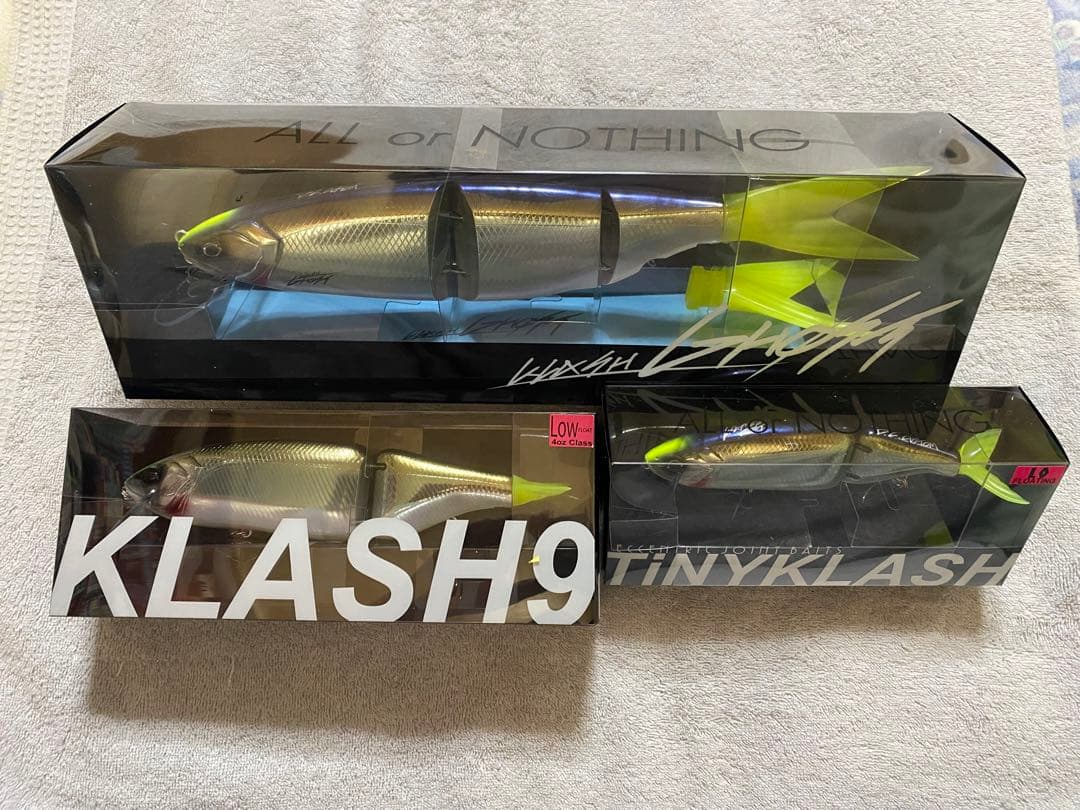 ALL or NOTHING
KLASH GHOST
LOW FLOAT
4oz Class
KLASH9
ALL or NOTHING
LO
FLOATING
ECCENTRIC JOINT BAITS
TiNYKLASH